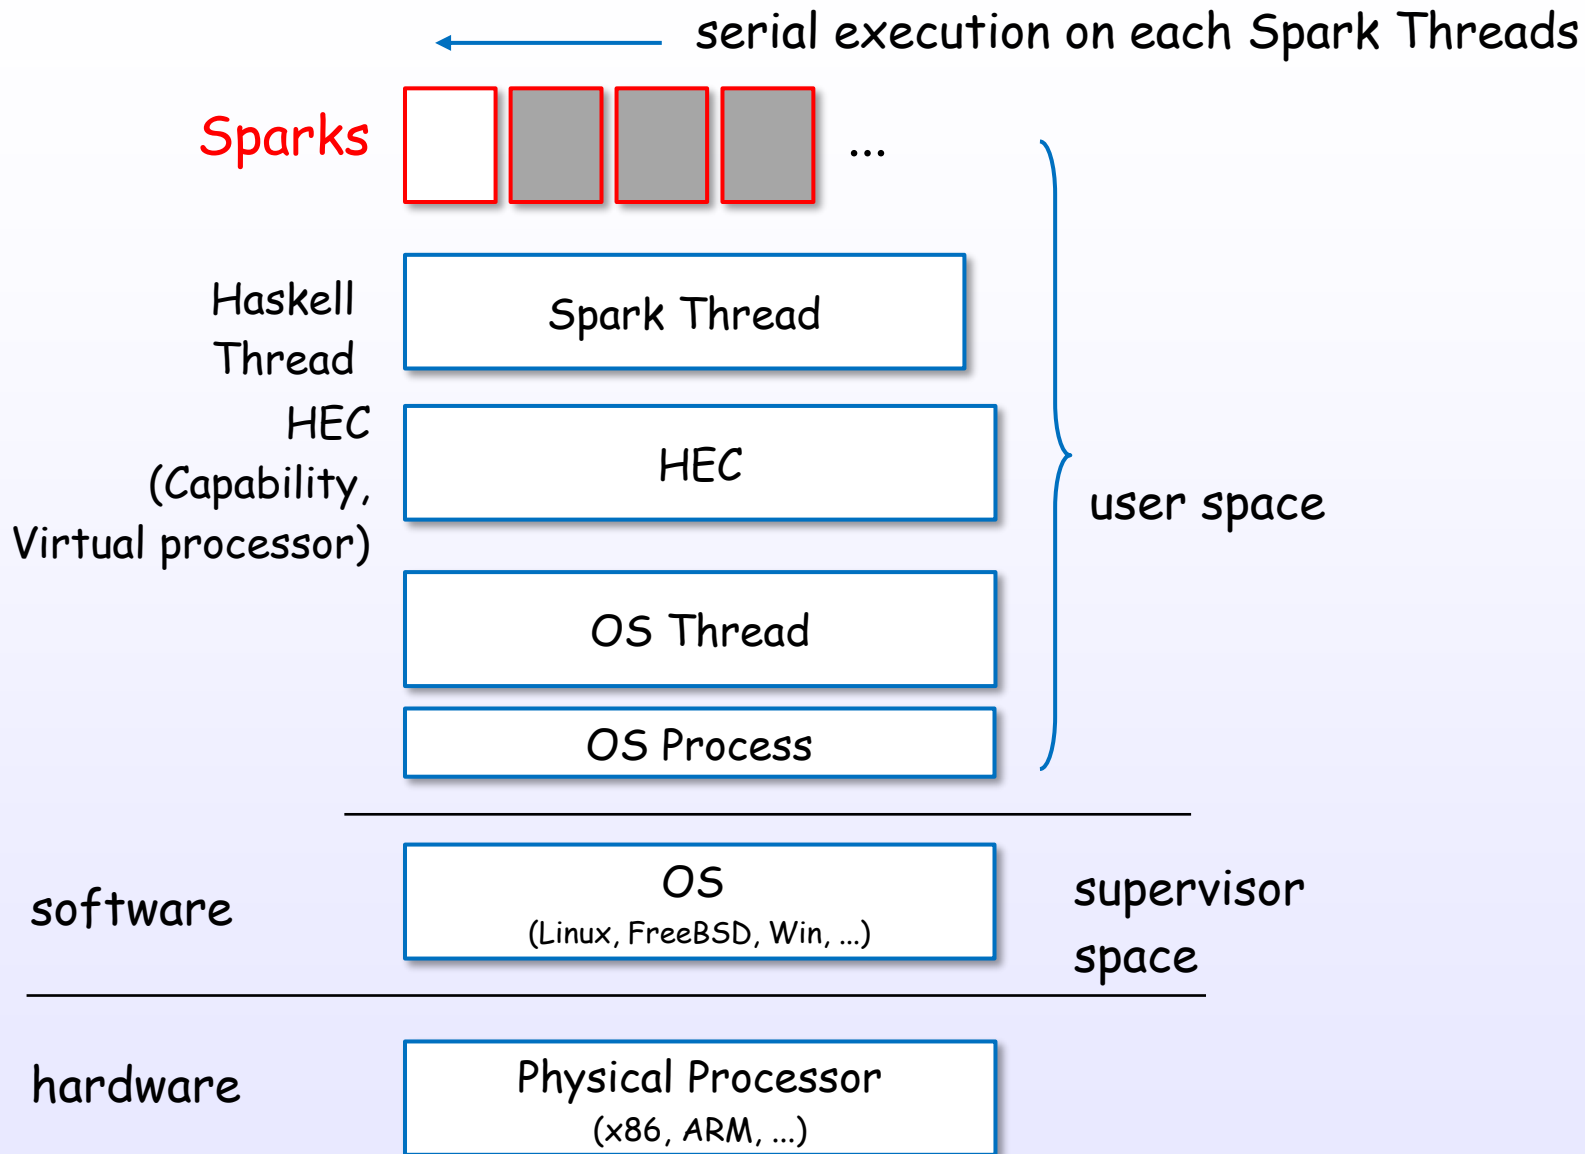 serial execution on each Spark Threads
Sparks
...
Haskell
Thread
Spark Thread
HEC
(Capability,
Virtual processor)
HEC
user space
OS Thread
OS Process
software
OS
(Linux, FreeBSD, Win, ...)
supervisor
space
hardware
Physical Processor
(x86, ARM, ...)